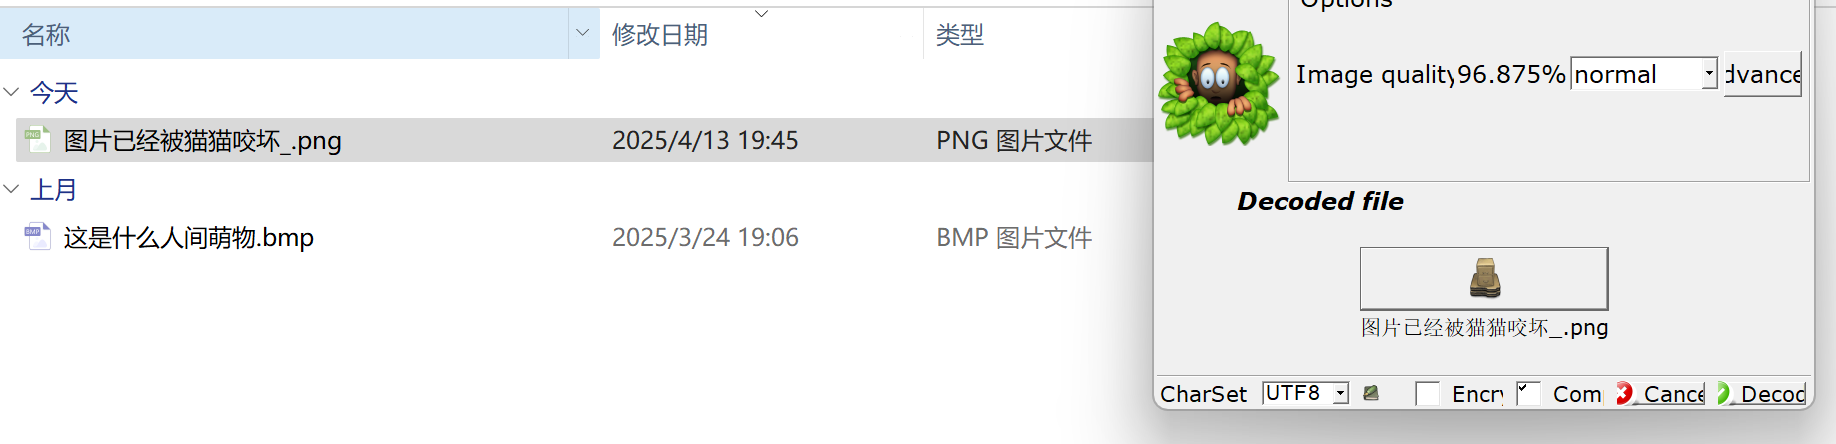 名称 修改日期 类型
今天
图片已经被猫猫咬坏_.png 2025/4/13 19:45 PNG 图片文件
上月
这是什么人间萌物.bmp 2025/3/24 19:06 BMP 图片文件
Options
Image quality 96.875% normal dvance
Decoded file
图片已经被猫猫咬坏_.png
CharSet UTF8 Encry Com Cance Decod